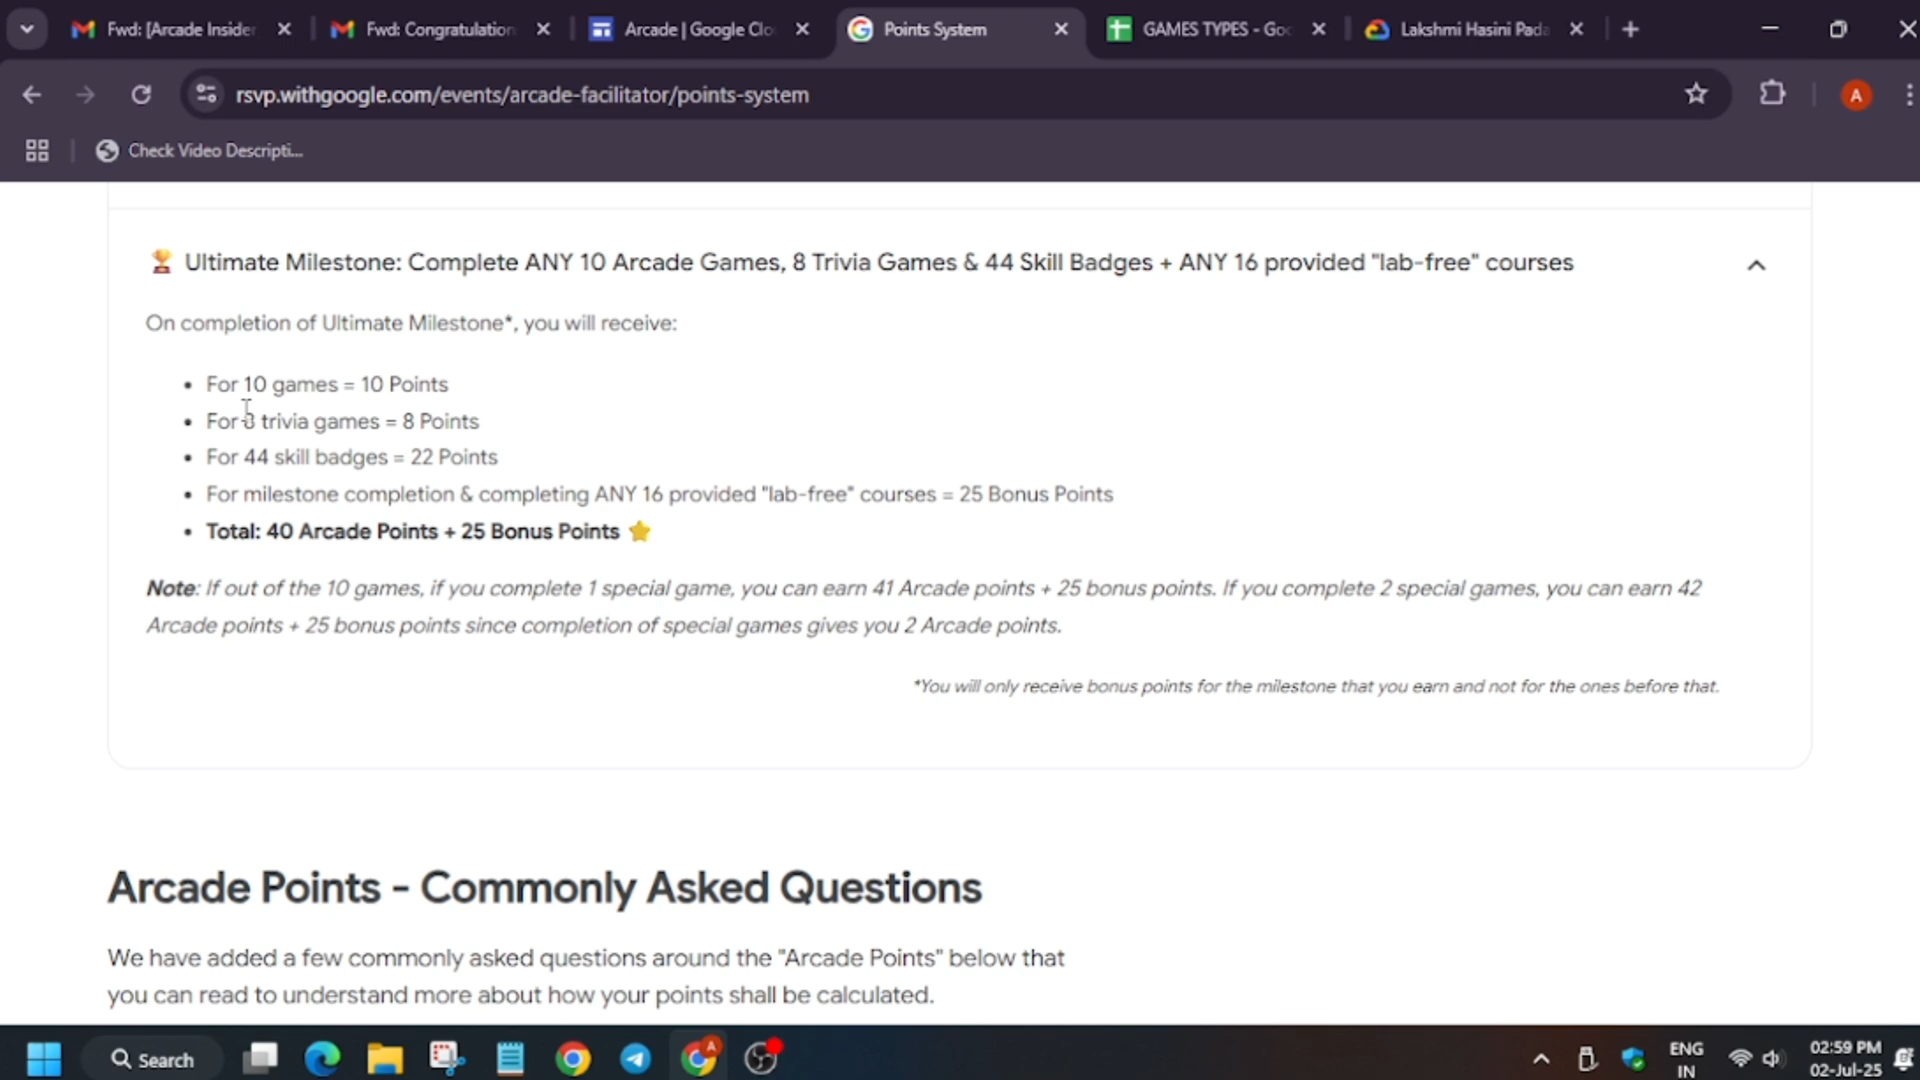 Fwd: [Arcade Insider
Fwd: Congratulation
Arcade | Google Clo
Points System
GAMES TYPES - Goo
Lakshmi Hasini Pada
rsvp.withgoogle.com/events/arcade-facilitator/points-system
A
Check Video Descripti...
🏆 Ultimate Milestone: Complete ANY 10 Arcade Games, 8 Trivia Games & 44 Skill Badges + ANY 16 provided "lab-free" courses
On completion of Ultimate Milestone*, you will receive:
• For 10 games = 10 Points
• For 8 trivia games = 8 Points
• For 44 skill badges = 22 Points
• For milestone completion & completing ANY 16 provided "lab-free" courses = 25 Bonus Points
• Total: 40 Arcade Points + 25 Bonus Points ⭐
Note: If out of the 10 games, if you complete 1 special game, you can earn 41 Arcade points + 25 bonus points. If you complete 2 special games, you can earn 42
Arcade points + 25 bonus points since completion of special games gives you 2 Arcade points.
*You will only receive bonus points for the milestone that you earn and not for the ones before that.
Arcade Points - Commonly Asked Questions
We have added a few commonly asked questions around the "Arcade Points" below that
you can read to understand more about how your points shall be calculated.
Search
A
ENG
IN
02:59 PM
02-Jul-25